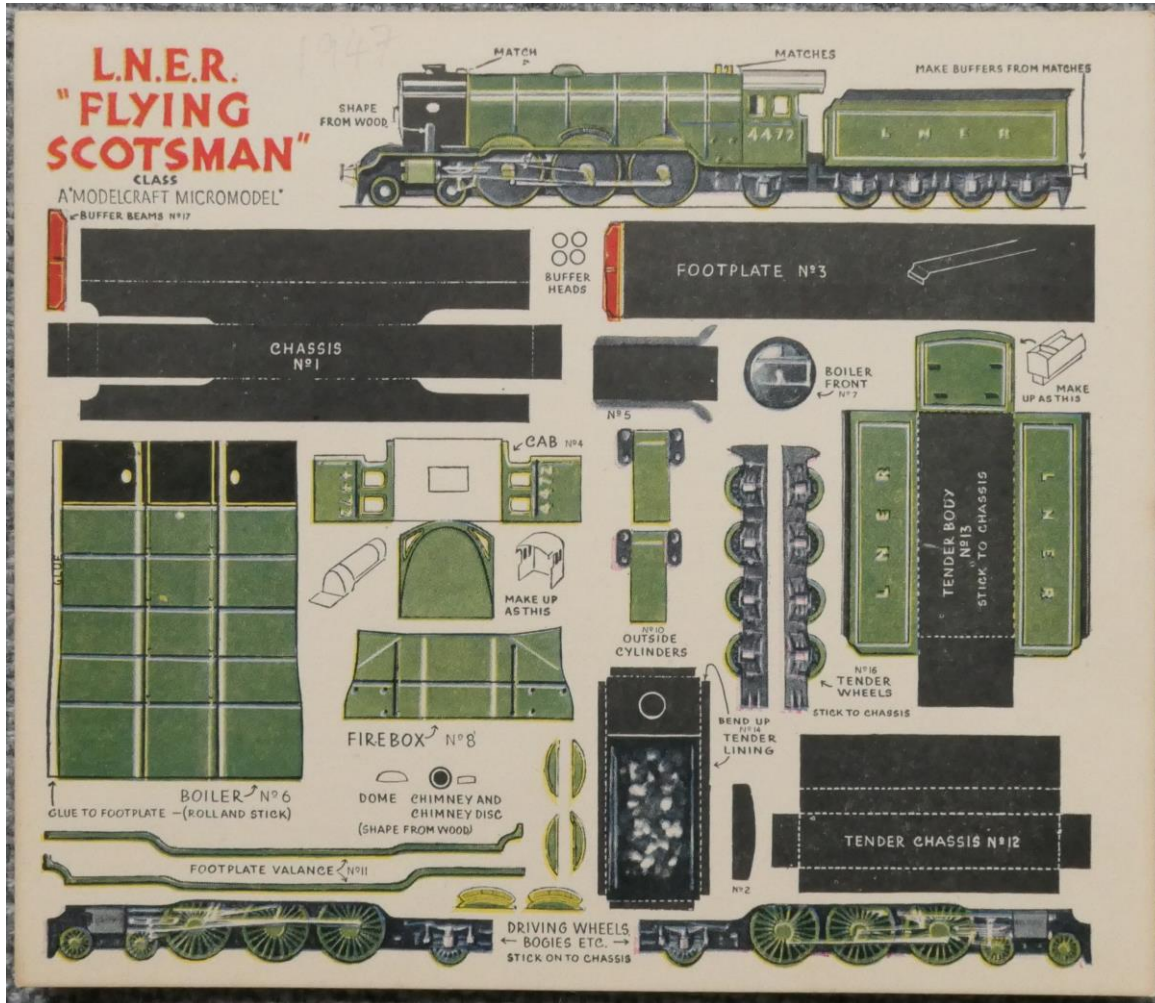 1947
L.N.E.R.
"FLYING
SCOTSMAN"
CLASS
A "MODELCRAFT MICROMODEL"
MATCH
MATCHES
MAKE BUFFERS FROM MATCHES
SHAPE
FROM WOOD
4472
L N E R
BUFFER BEAMS Nº17
BUFFER
HEADS
FOOTPLATE Nº3
CHASSIS
Nº1
Nº5
BOILER
FRONT
Nº7
MAKE
UP AS THIS
CAB Nº4
4472
4472
GLUE
MAKE UP
AS THIS
Nº10
OUTSIDE
CYLINDERS
L N E R
TENDER BODY
Nº13
STICK TO CHASSIS
L N E R
Nº16
TENDER
WHEELS
STICK TO CHASSIS
FIREBOX Nº8
BEND UP
Nº14
TENDER
LINING
BOILER Nº6
GLUE TO FOOTPLATE – (ROLL AND STICK)
DOME
CHIMNEY AND
CHIMNEY DISC
(SHAPE FROM WOOD)
FOOTPLATE VALANCE Nº11
Nº2
TENDER CHASSIS Nº12
DRIVING WHEELS
BOGIES ETC.
STICK ON TO CHASSIS